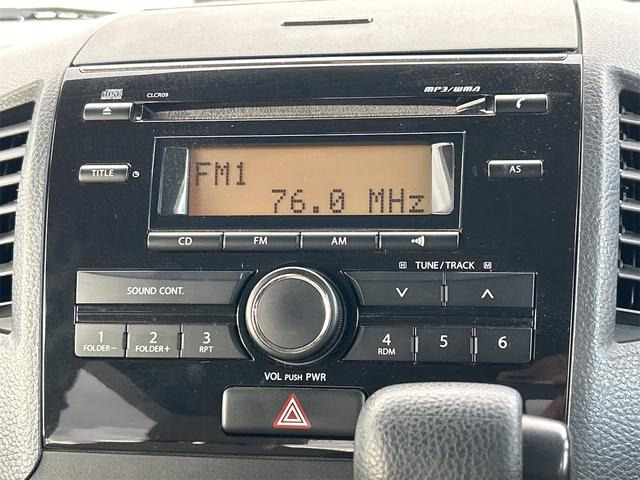 CLCR09
MP3/WMA
TITLE
AS
FM1
76.0 MHz
CD FM AM
H TUNE/TRACK M
SOUND CONT.
1 2 3 4 5 6
FOLDER− FOLDER+ RPT RDM
VOL PUSH PWR